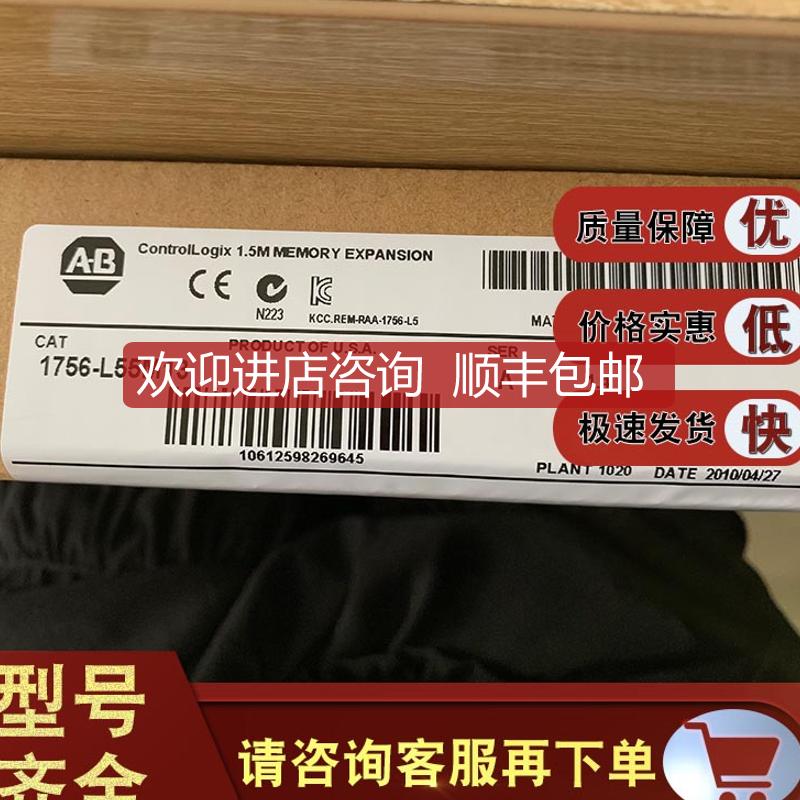 质量保障 优
A-B
ControlLogix 1.5M MEMORY EXPANSION
CE
N223
KCC.REM-RAA-1756-L5
价格实惠 低
CAT
PRODUCT OF U.S.A.
SER
欢迎进店咨询 顺丰包邮
A
极速发货 快
10612598269645
PLANT 1020 DATE 2010/04/27
型号
齐全
请咨询客服再下单